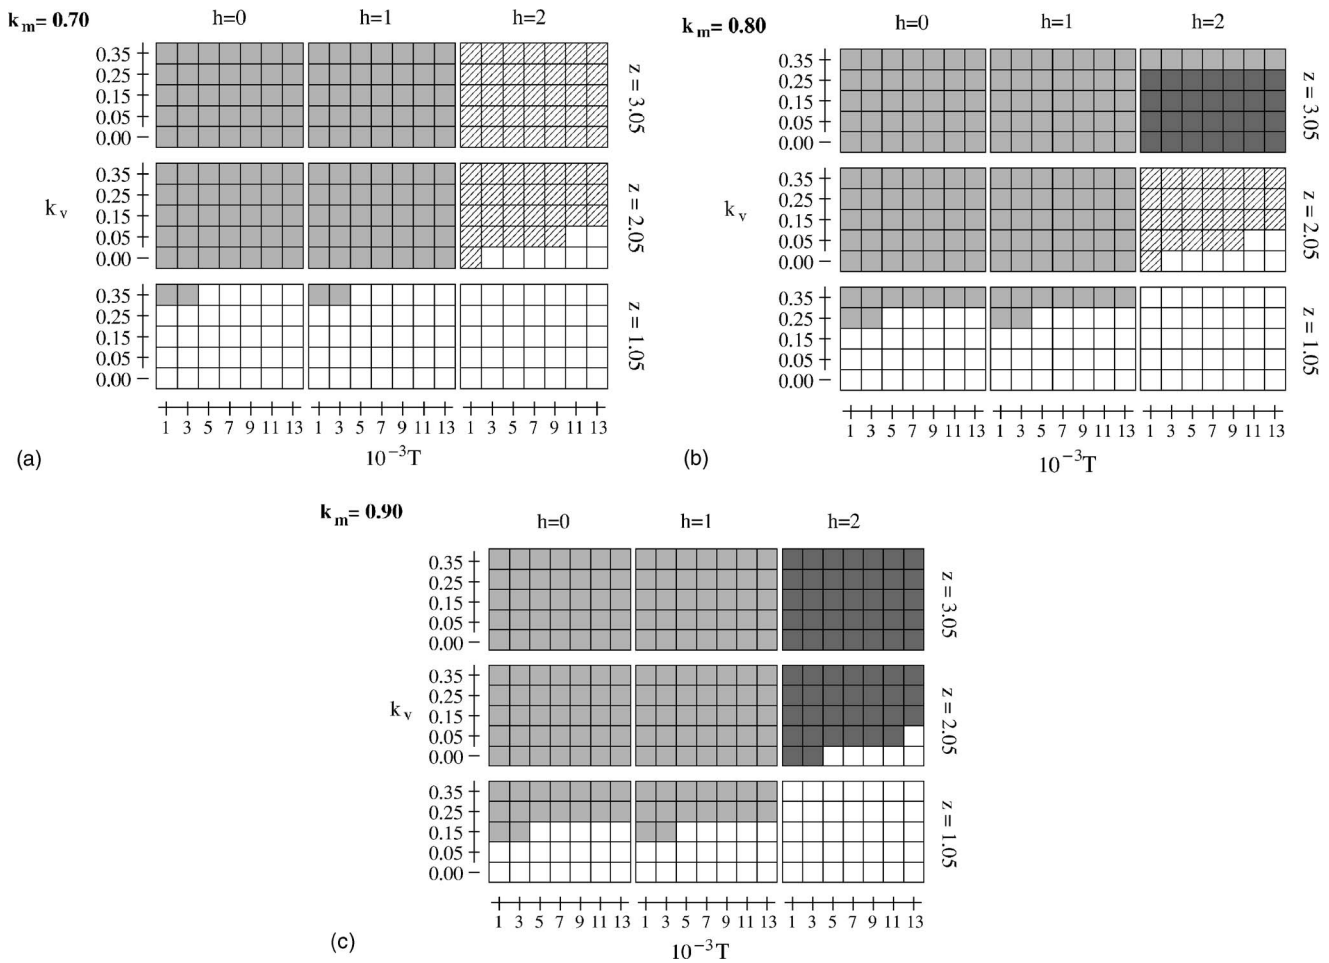 k_m= 0.70
h=0 h=1 h=2
0.35
0.25
0.15
0.05
0.00
z = 3.05
0.35
0.25
0.15
0.05
0.00
k_v
z = 2.05
0.35
0.25
0.15
0.05
0.00
z = 1.05
1 3 5 7 9 11 13 1 3 5 7 9 11 13 1 3 5 7 9 11 13
10⁻³T
(a)
k_m= 0.80
h=0 h=1 h=2
0.35
0.25
0.15
0.05
0.00
z = 3.05
0.35
0.25
0.15
0.05
0.00
k_v
z = 2.05
0.35
0.25
0.15
0.05
0.00
z = 1.05
1 3 5 7 9 11 13 1 3 5 7 9 11 13 1 3 5 7 9 11 13
10⁻³T
(b)
k_m= 0.90
h=0 h=1 h=2
0.35
0.25
0.15
0.05
0.00
z = 3.05
0.35
0.25
0.15
0.05
0.00
k_v
z = 2.05
0.35
0.25
0.15
0.05
0.00
z = 1.05
1 3 5 7 9 11 13 1 3 5 7 9 11 13 1 3 5 7 9 11 13
10⁻³T
(c)